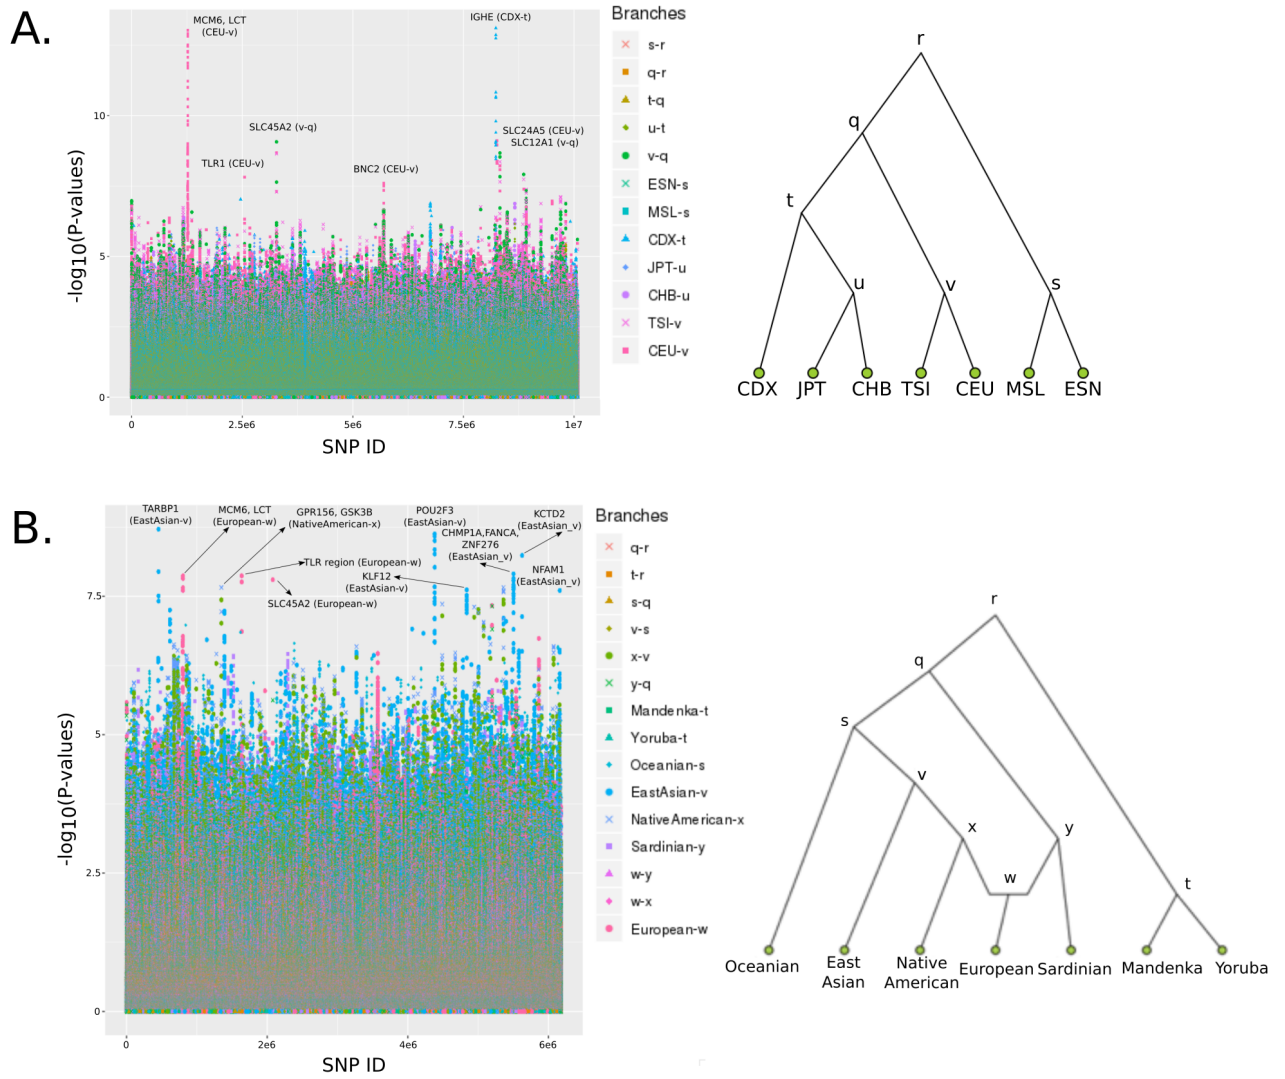 A.
MCM6, LCT
(CEU-v)
TLR1 (CEU-v)
SLC45A2 (v-q)
BNC2 (CEU-v)
IGHE (CDX-t)
SLC24A5 (CEU-v)
SLC12A1 (v-q)
-log10(P-values)
10
5
0
0
2.5e6
5e6
7.5e6
1e7
SNP ID
Branches
s-r
q-r
t-q
u-t
v-q
ESN-s
MSL-s
CDX-t
JPT-u
CHB-u
TSI-v
CEU-v
r
q
t
u
v
s
CDX
JPT
CHB
TSI
CEU
MSL
ESN
B.
TARBP1
(EastAsian-v)
MCM6, LCT
(European-w)
GPR156, GSK3B
(NativeAmerican-x)
POU2F3
(EastAsian-v)
KCTD2
(EastAsian_v)
CHMP1A,FANCA,
ZNF276
(EastAsian_v)
TLR region (European-w)
KLF12
(EastAsian-v)
NFAM1
(EastAsian_v)
SLC45A2 (European-w)
-log10(P-values)
7.5
5
2.5
0
0
2e6
4e6
6e6
SNP ID
Branches
q-r
t-r
s-q
v-s
x-v
y-q
Mandenka-t
Yoruba-t
Oceanian-s
EastAsian-v
NativeAmerican-x
Sardinian-y
w-y
w-x
European-w
r
q
s
v
x
y
w
t
Oceanian
East
Asian
Native
American
European
Sardinian
Mandenka
Yoruba